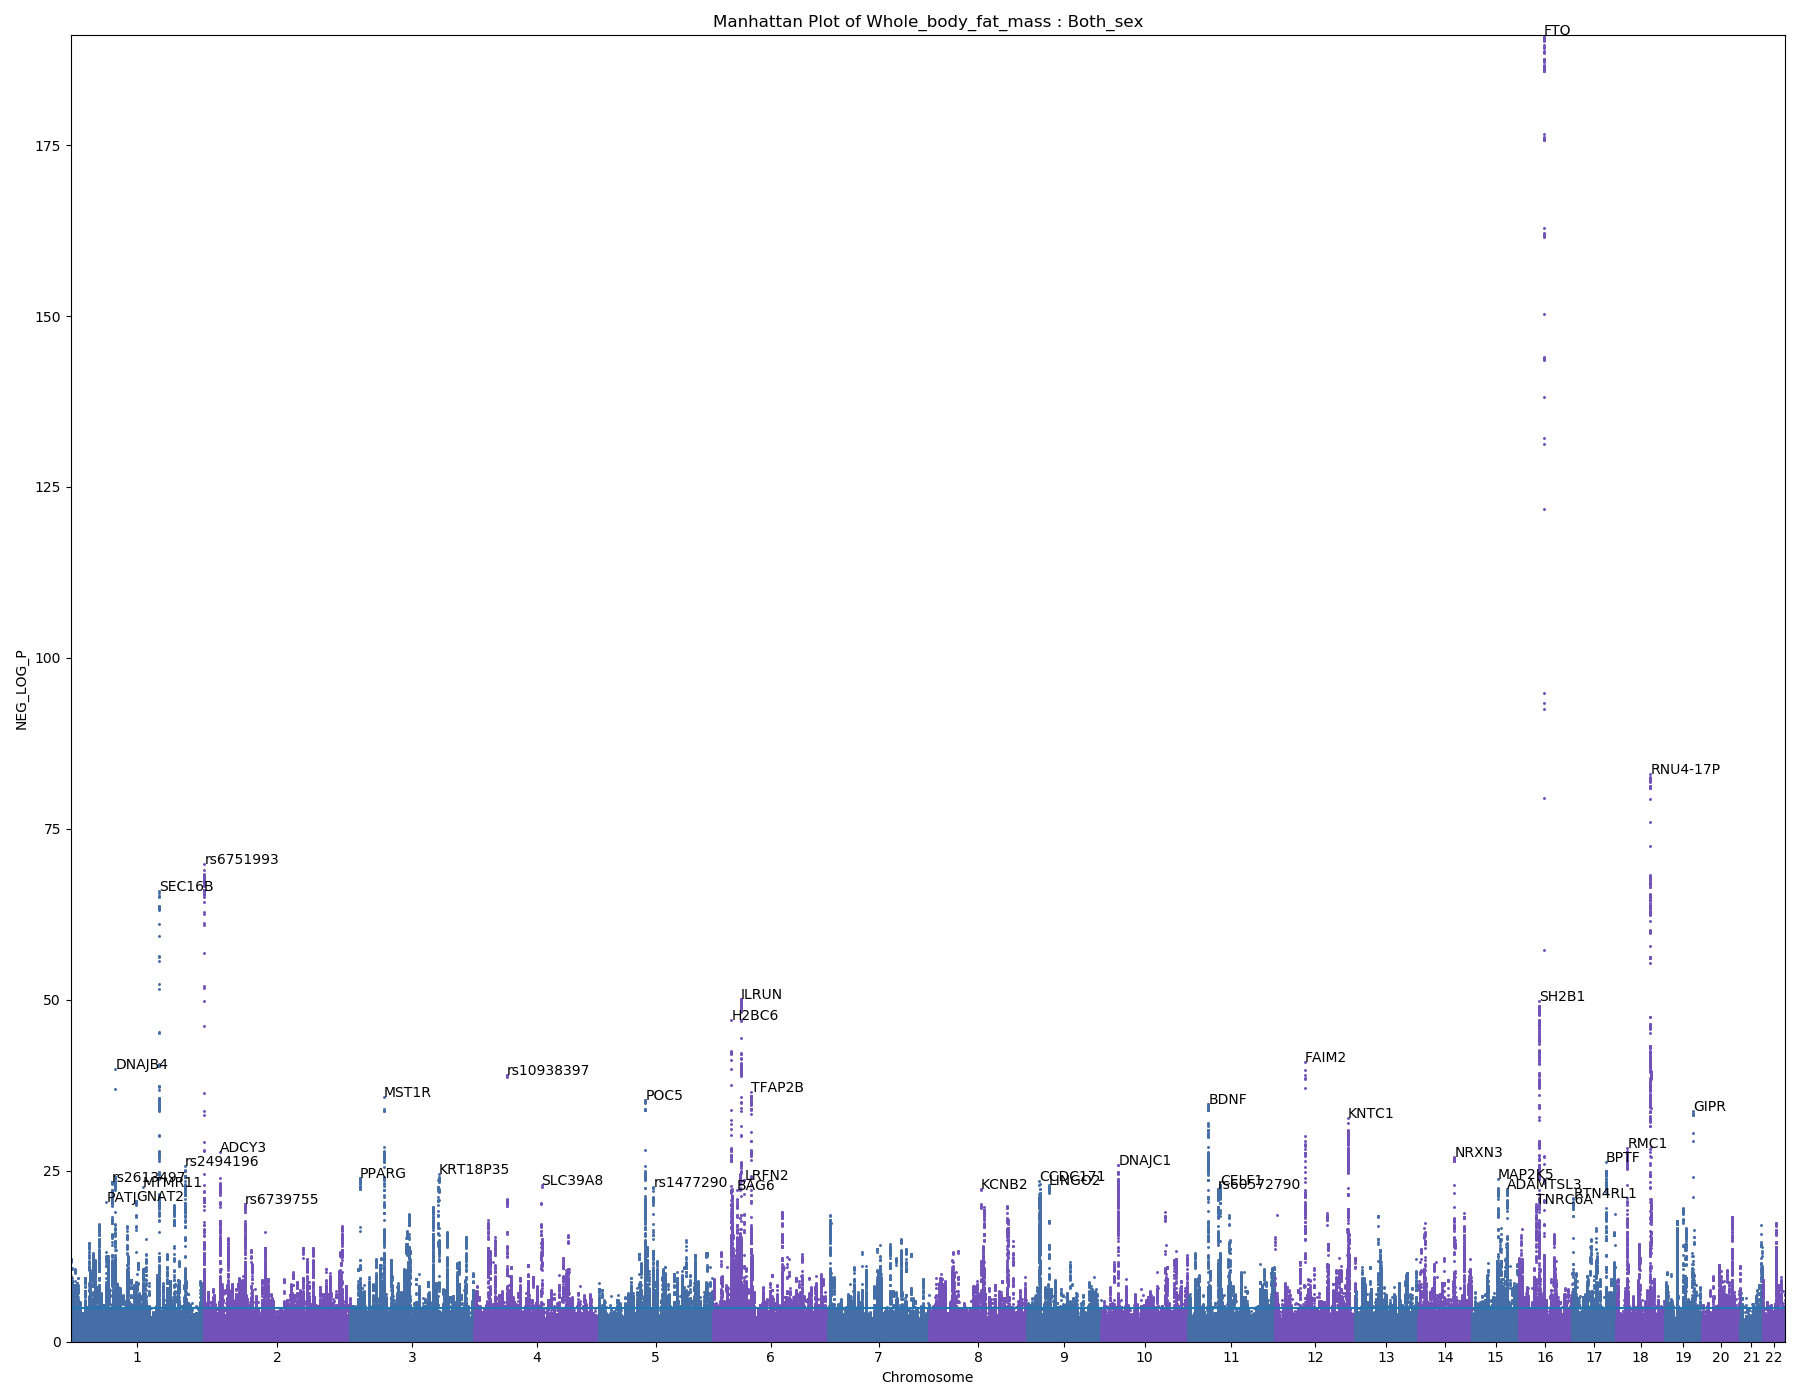 Manhattan Plot of Whole_body_fat_mass : Both_sex
FTO
175
150
125
100
NEG_LOG_P
RNU4-17P
75
rs6751993
SEC16B
50
ILRUN
SH2B1
H2BC6
DNAJB4
FAIM2
rs10938397
TFAP2B
MST1R
POC5
BDNF
GIPR
KNTC1
ADCY3
RMC1
NRXN3
BPTF
rs2494196
DNAJC1
25
KRT18P35
PPARG
rs2613497
MTMR11
SLC39A8
rs1477290
LRFN2
BAG6
KCNB2
CCDC171
LINGO2
CELF1
rs66572790
MAP2K5
ADAMTSL3
RTN4RL1
TNRC6A
PATJ
GNAT2
rs6739755
0
1 2 3 4 5 6 7 8 9 10 11 12 13 14 15 16 17 18 19 20 21 22
Chromosome